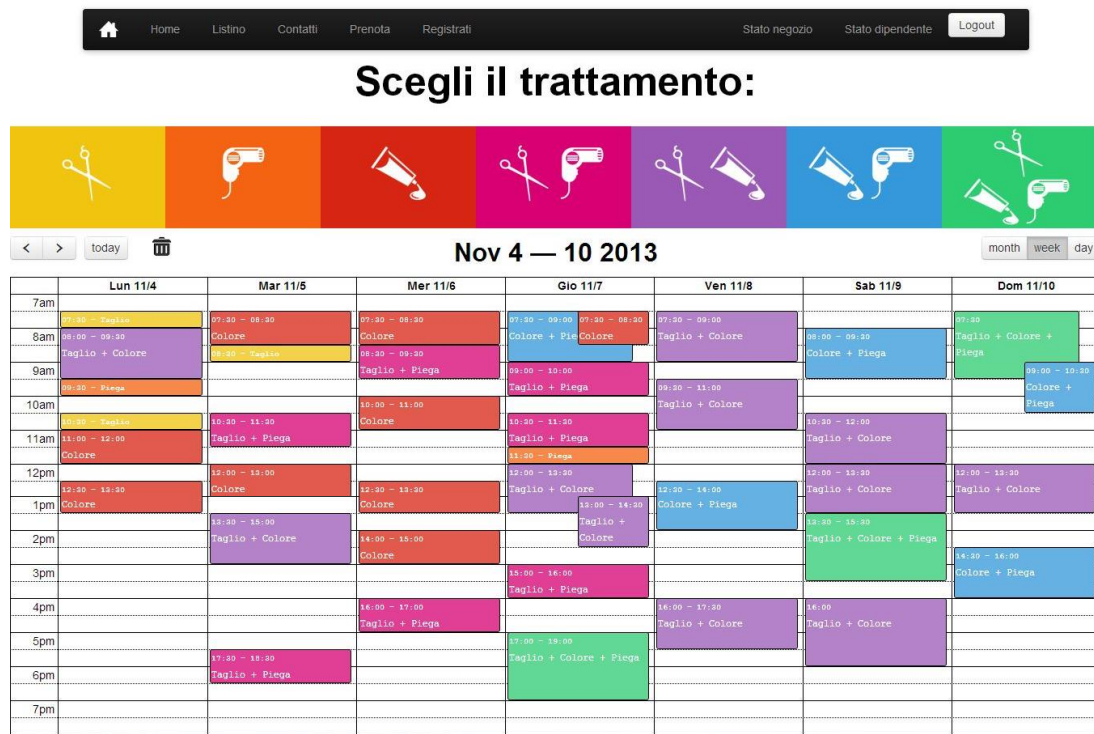 Home Listino Contatti Prenota Registrati Stato negozio Stato dipendente Logout
Scegli il trattamento:
today
Nov 4 — 10 2013
month week day
Lun 11/4 Mar 11/5 Mer 11/6 Gio 11/7 Ven 11/8 Sab 11/9 Dom 11/10
7am
8am
9am
10am
11am
12pm
1pm
2pm
3pm
4pm
5pm
6pm
7pm
07:30 - Taglio
08:00 - 09:30
Taglio + Colore
09:30 - Piega
10:30 - Taglio
11:00 - 12:00
Colore
12:30 - 13:30
Colore
07:30 - 08:30
Colore
08:30 - Taglio
10:30 - 11:30
Taglio + Piega
12:00 - 13:00
Colore
13:30 - 15:00
Taglio + Colore
17:30 - 18:30
Taglio + Piega
07:30 - 08:30
Colore
08:30 - 09:30
Taglio + Piega
10:00 - 11:00
Colore
12:30 - 13:30
Colore
14:00 - 15:00
Colore
16:00 - 17:00
Taglio + Piega
07:30 - 09:00
Colore + Pie
07:30 - 08:30
Colore
09:00 - 10:00
Taglio + Piega
10:30 - 11:30
Taglio + Piega
11:30 - Piega
12:00 - 13:30
Taglio + Colore
13:00 - 14:30
Taglio +
Colore
15:00 - 16:00
Taglio + Piega
17:00 - 19:00
Taglio + Colore + Piega
07:30 - 09:00
Taglio + Colore
09:30 - 11:00
Taglio + Colore
12:30 - 14:00
Colore + Piega
16:00 - 17:30
Taglio + Colore
08:00 - 09:30
Colore + Piega
10:30 - 12:00
Taglio + Colore
12:00 - 13:30
Taglio + Colore
13:30 - 15:30
Taglio + Colore + Piega
16:00
Taglio + Colore
07:30
Taglio + Colore +
Piega
09:00 - 10:30
Colore +
Piega
12:00 - 13:30
Taglio + Colore
14:30 - 16:00
Colore + Piega